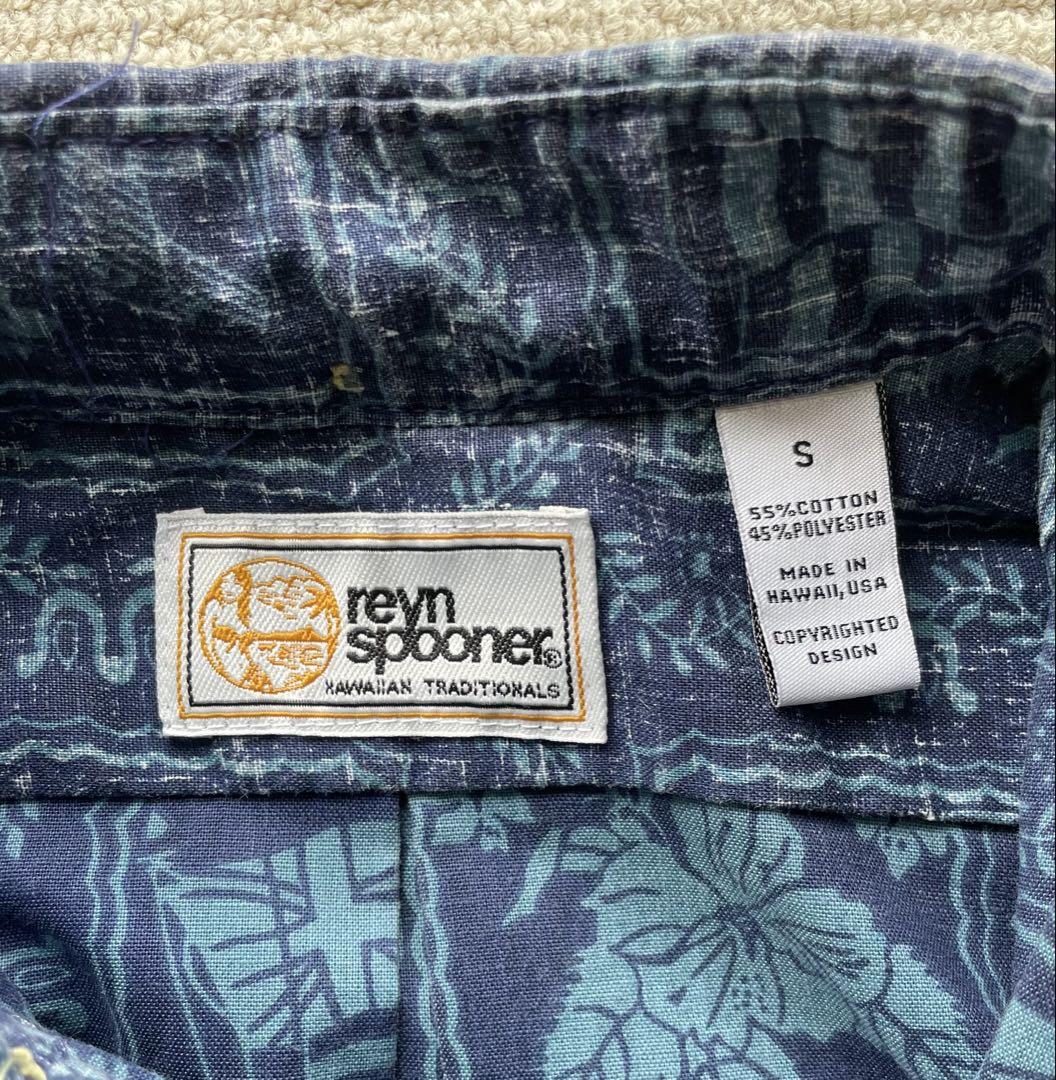 reyn
spooner®
HAWAIIAN TRADITIONALS
S
55%COTTON
45%POLYESTER
MADE IN
HAWAII, USA
COPYRIGHTED
DESIGN